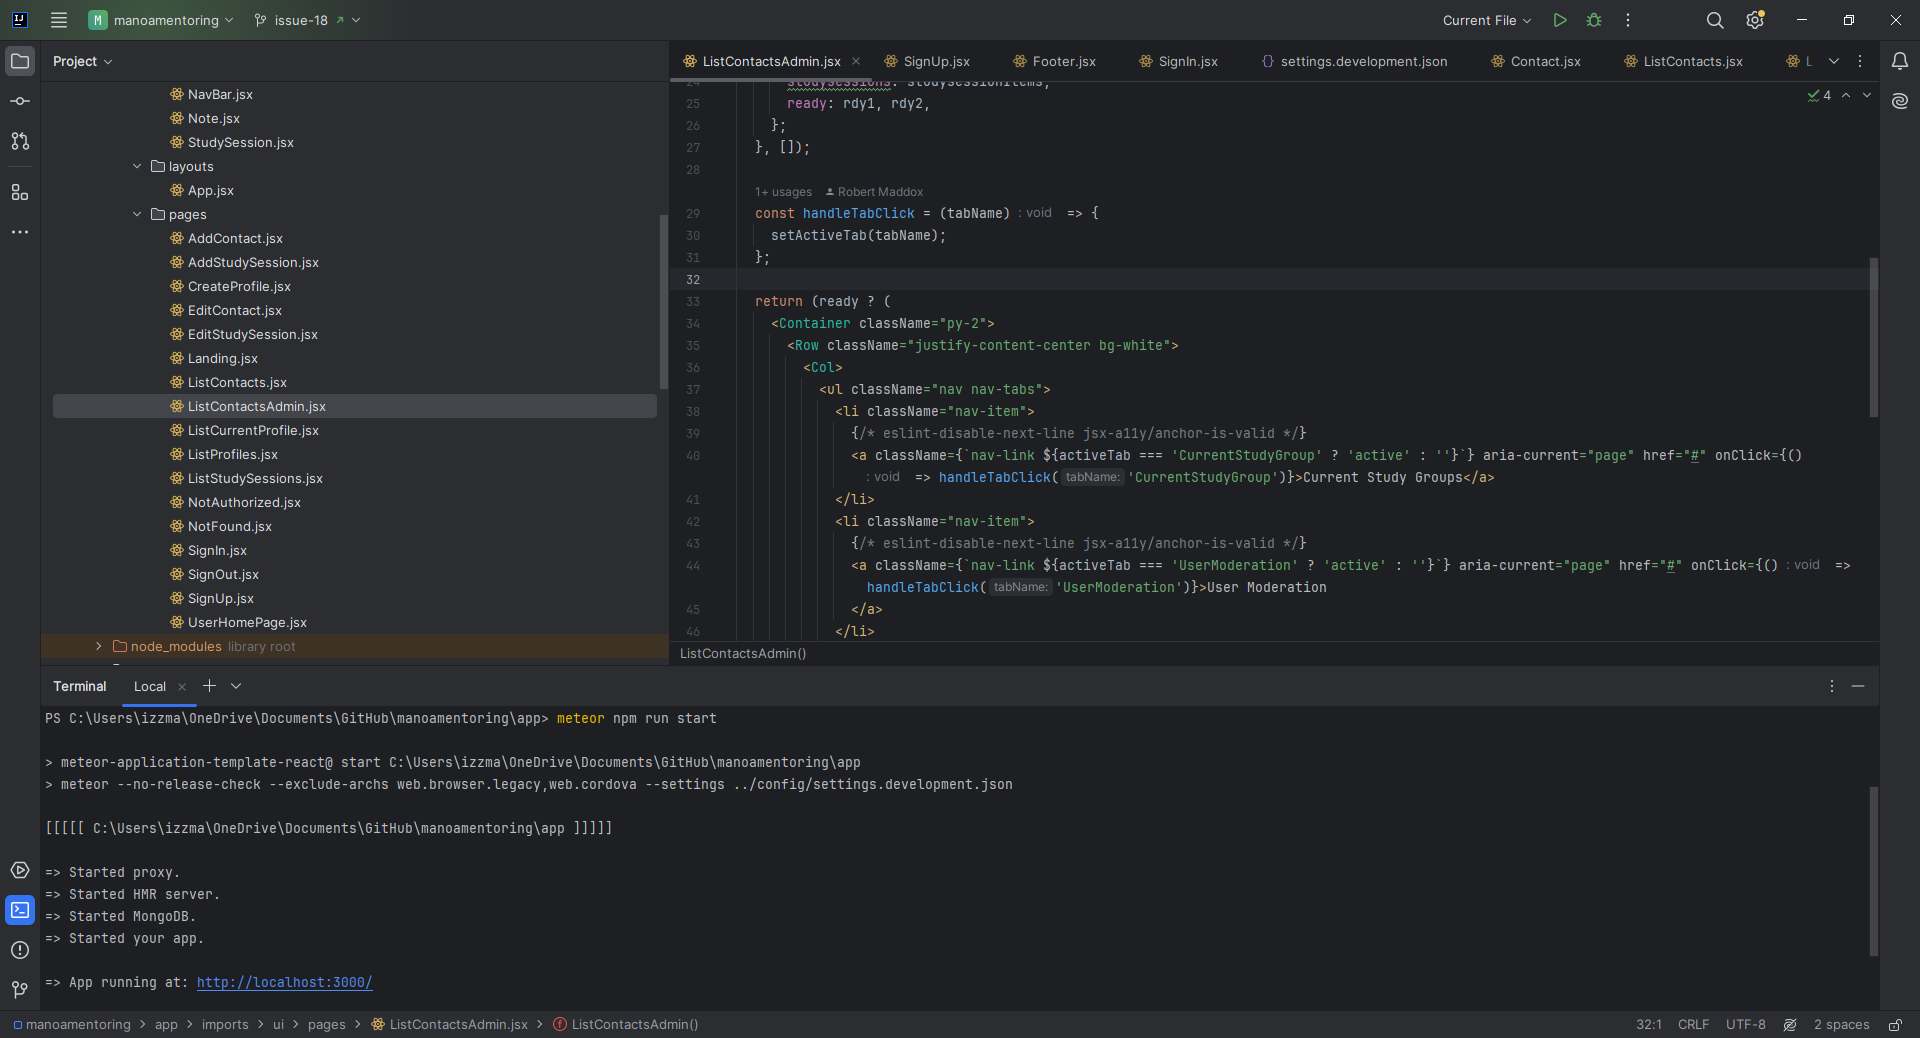 manoamentoring
issue-18
Current File
Project
NavBar.jsx
Note.jsx
StudySession.jsx
layouts
App.jsx
pages
AddContact.jsx
AddStudySession.jsx
CreateProfile.jsx
EditContact.jsx
EditStudySession.jsx
Landing.jsx
ListContacts.jsx
ListContactsAdmin.jsx
ListCurrentProfile.jsx
ListProfiles.jsx
ListStudySessions.jsx
NotAuthorized.jsx
NotFound.jsx
SignIn.jsx
SignOut.jsx
SignUp.jsx
UserHomePage.jsx
node_modules library root
ListContactsAdmin.jsx
SignUp.jsx
Footer.jsx
SignIn.jsx
settings.development.json
Contact.jsx
ListContacts.jsx
L
4
24 studysessions: studysessionItems,
25 ready: rdy1, rdy2,
26 };
27 }, []);
28
1+ usages Robert Maddox
29 const handleTabClick = (tabName) : void => {
30 setActiveTab(tabName);
31 };
32
33 return (ready ? (
34 <Container className="py-2">
35 <Row className="justify-content-center bg-white">
36 <Col>
37 <ul className="nav nav-tabs">
38 <li className="nav-item">
39 {/* eslint-disable-next-line jsx-a11y/anchor-is-valid */}
40 <a className={`nav-link ${activeTab === 'CurrentStudyGroup' ? 'active' : ''}`} aria-current="page" href="#" onClick={()
: void => handleTabClick( tabName: 'CurrentStudyGroup')}>Current Study Groups</a>
41 </li>
42 <li className="nav-item">
43 {/* eslint-disable-next-line jsx-a11y/anchor-is-valid */}
44 <a className={`nav-link ${activeTab === 'UserModeration' ? 'active' : ''}`} aria-current="page" href="#" onClick={() : void =>
handleTabClick( tabName: 'UserModeration')}>User Moderation
45 </a>
46 </li>
ListContactsAdmin()
Terminal Local
PS C:\Users\izzma\OneDrive\Documents\GitHub\manoamentoring\app> meteor npm run start
> meteor-application-template-react@ start C:\Users\izzma\OneDrive\Documents\GitHub\manoamentoring\app
> meteor --no-release-check --exclude-archs web.browser.legacy,web.cordova --settings ../config/settings.development.json
[[[[[ C:\Users\izzma\OneDrive\Documents\GitHub\manoamentoring\app ]]]]]
=> Started proxy.
=> Started HMR server.
=> Started MongoDB.
=> Started your app.
=> App running at: http://localhost:3000/
manoamentoring > app > imports > ui > pages > ListContactsAdmin.jsx > ListContactsAdmin()
32:1 CRLF UTF-8 2 spaces